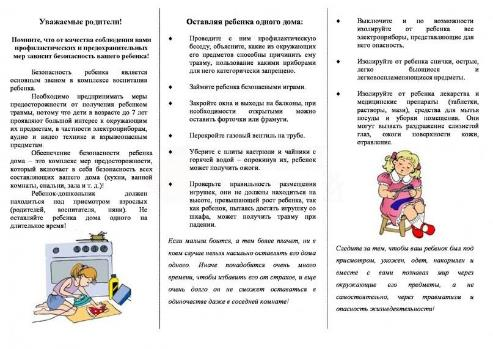 Уважаемые родители!
Помните, что от качества соблюдения вами
профилактических и предохранительных
мер зависит безопасность вашего ребенка!
Безопасность ребенка является
основным звеном в комплексе воспитания
ребенка.
Необходимо предпринимать меры
предосторожности от получения ребенком
травмы, потому что дети в возрасте до 7 лет
проявляют большой интерес к окружающим
их предметам, в частности электроприборам,
аудио и видео технике и взрывоопасным
предметам.
Обеспечение безопасности ребенка
дома – это комплекс мер предосторожности,
который включает в себя безопасность всех
составляющих вашего дома (кухни, ванной
комнаты, спальни, зала и т. д.)!
Ребенок-дошкольник должен
находиться под присмотром взрослых
(родителей, воспитателя, няни). Не
оставляйте ребенка дома одного на
длительное время!
Оставляя ребенка одного дома:
Проведите с ним профилактическую
беседу, объясните, какие из окружающих
его предметов способны причинить ему
травму, пользование какими приборами
для него категорически запрещено.
Займите ребенка безопасными играми.
Закройте окна и выходы на балконы, при
необходимости открытыми можно
оставить форточки или фрамуги.
Перекройте газовый вентиль на трубе.
Уберите с плиты кастрюли и чайники с
горячей водой – опрокинув их, ребенок
может получить ожоги.
Проверьте правильность размещения
игрушек, они не должны находиться на
высоте, превышающей рост ребенка, так
как ребенок, пытаясь достать игрушку со
шкафа, может получить травму при
падении.
Если малыш боится, а тем более плачет, ни в
коем случае нельзя насильно оставлять его дома
одного. Иначе понадобится очень много
времени, чтобы избавить его от страхов, и еще
очень долго он не сможет оставаться в
одиночестве даже в соседней комнате!
Выключите и по возможности
изолируйте от ребенка все
электроприборы, представляющие для
него опасность.
Изолируйте от ребенка спички, острые,
легко бьющиеся и
легковоспламеняющиеся предметы.
Изолируйте от ребенка лекарства и
медицинские препараты (таблетки,
растворы, мази), средства для мытья
посуды и уборки помещения. Они
могут вызвать раздражение слизистой
глаз, ожоги поверхности кожи,
отравление.
Следите за тем, чтобы ваш ребенок был под
присмотром, ухожен, одет, накормлен и
вместе с вами познавал мир через
окружающие его предметы, а не
самостоятельно, через травматизм и
опасность жизнедеятельности!